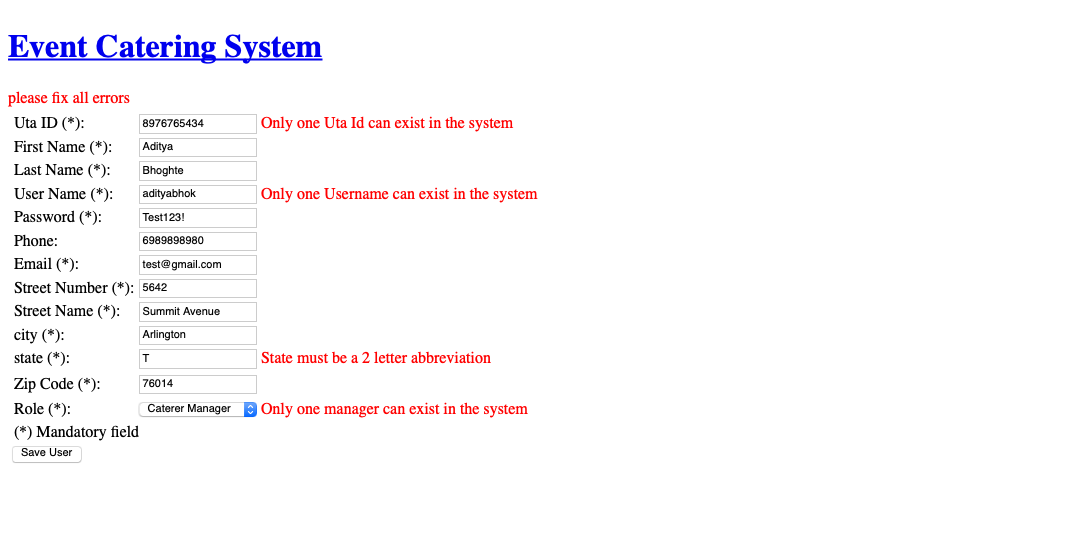 Event Catering System
please fix all errors
Uta ID (*): 8976765434 Only one Uta Id can exist in the system
First Name (*): Aditya
Last Name (*): Bhoghte
User Name (*): adityabhok Only one Username can exist in the system
Password (*): Test123!
Phone: 6989898980
Email (*): test@gmail.com
Street Number (*): 5642
Street Name (*): Summit Avenue
city (*): Arlington
state (*): T State must be a 2 letter abbreviation
Zip Code (*): 76014
Role (*): Caterer Manager Only one manager can exist in the system
(*) Mandatory field
Save User